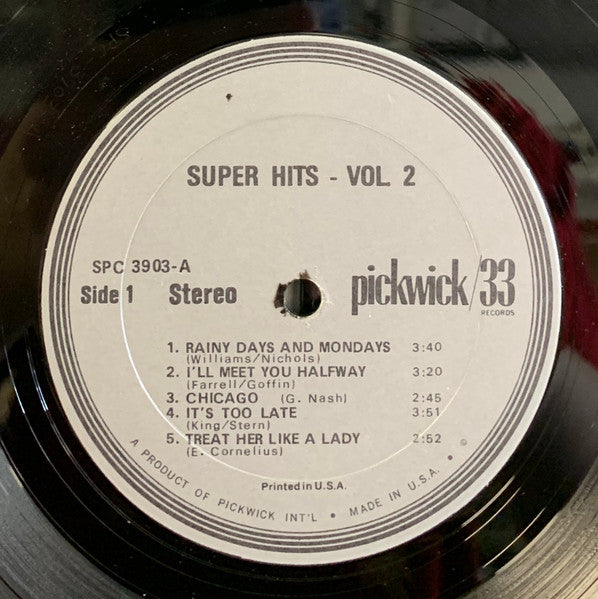 SUPER HITS - VOL. 2
SPC 3903-A
Side 1 Stereo pickwick/33
RECORDS
1. RAINY DAYS AND MONDAYS 3:40
(Williams/Nichols)
2. I'LL MEET YOU HALFWAY 3:20
(Farrell/Goffin)
3. CHICAGO (G. Nash) 2:45
4. IT'S TOO LATE 3:51
(King/Stern)
5. TREAT HER LIKE A LADY 2:52
(E. Cornelius)
Printed in U.S.A.
A PRODUCT OF PICKWICK INT'L • MADE IN U.S.A. • ℗